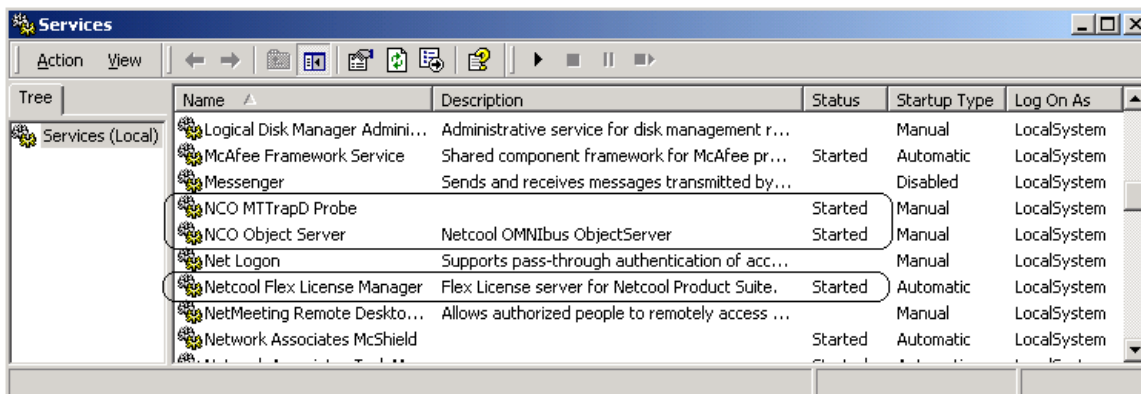 Services
Action View
Tree
Name Description Status Startup Type Log On As
Services (Local)
Logical Disk Manager Admini... Administrative service for disk management r... Manual LocalSystem
McAfee Framework Service Shared component framework for McAfee pr... Started Automatic LocalSystem
Messenger Sends and receives messages transmitted by... Disabled LocalSystem
NCO MTTrapD Probe Started Manual LocalSystem
NCO Object Server Netcool OMNIbus ObjectServer Started Manual LocalSystem
Net Logon Supports pass-through authentication of acc... Manual LocalSystem
Netcool Flex License Manager Flex License server for Netcool Product Suite. Started Automatic LocalSystem
NetMeeting Remote Deskto... Allows authorized people to remotely access ... Manual LocalSystem
Network Associates McShield Started Automatic LocalSystem